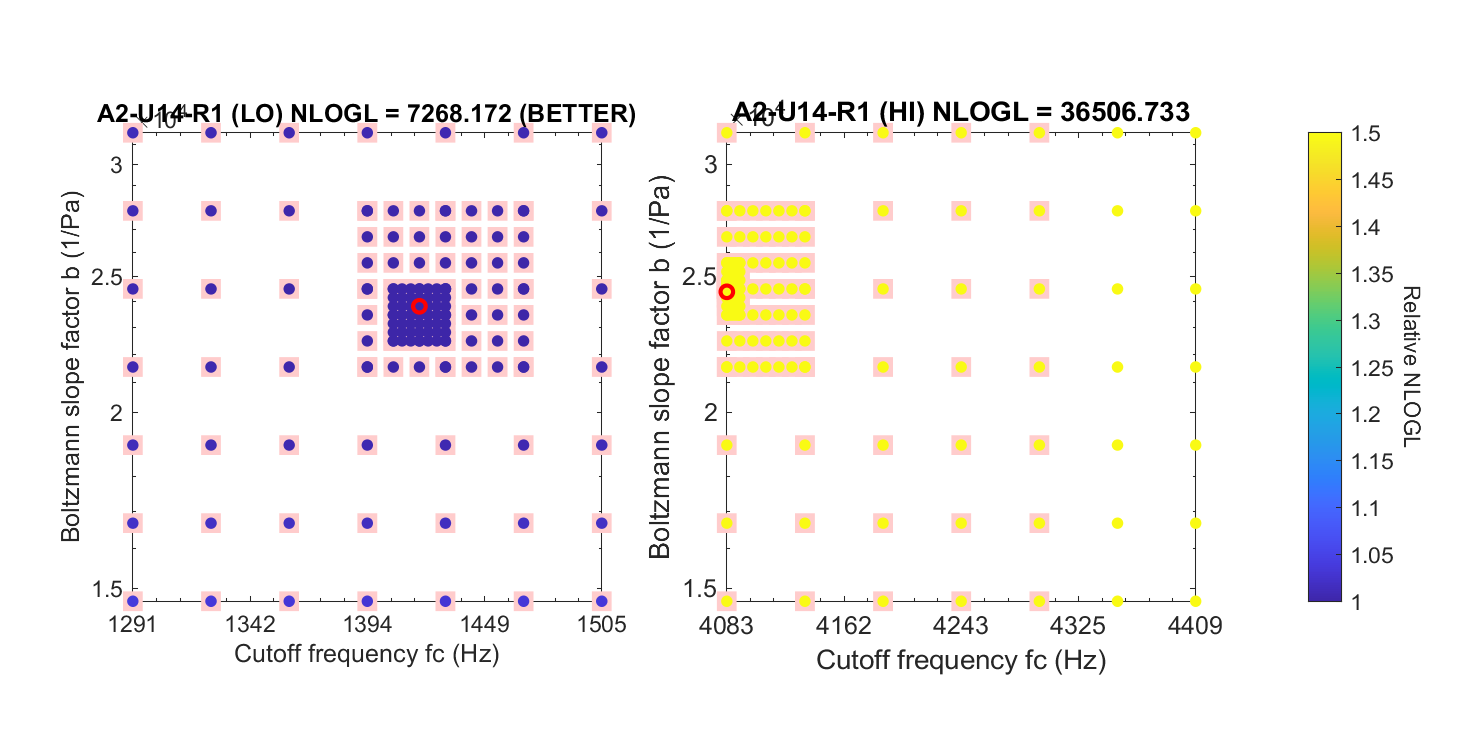 A2-U14-R1 (LO) NLOGL = 7268.172 (BETTER)
×10^4
3
2.5
2
1.5
Boltzmann slope factor b (1/Pa)
1291 1342 1394 1449 1505
Cutoff frequency fc (Hz)
A2-U14-R1 (HI) NLOGL = 36506.733
×10^4
3
2.5
2
1.5
Boltzmann slope factor b (1/Pa)
4083 4162 4243 4325 4409
Cutoff frequency fc (Hz)
1.5
1.45
1.4
1.35
1.3
1.25
1.2
1.15
1.1
1.05
1
Relative NLOGL